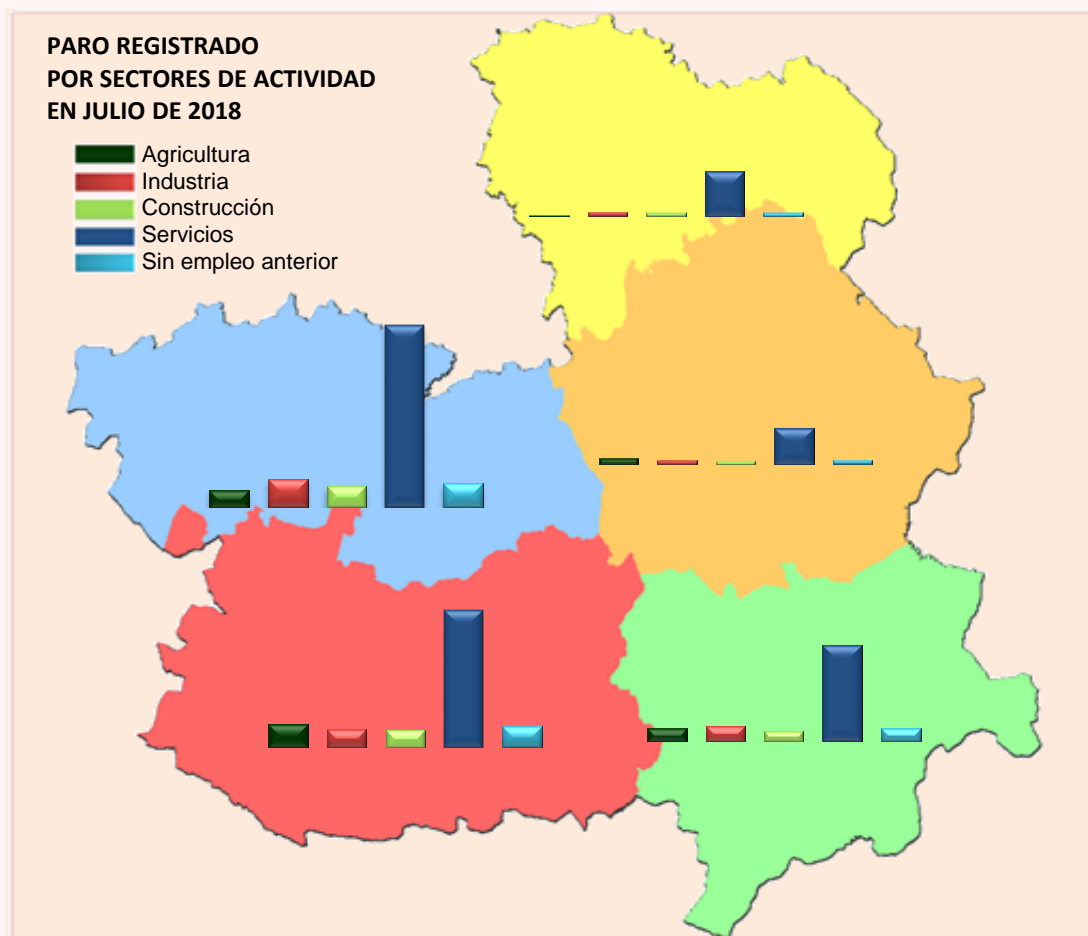 PARO REGISTRADO
POR SECTORES DE ACTIVIDAD
EN JULIO DE 2018
Agricultura
Industria
Construcción
Servicios
Sin empleo anterior